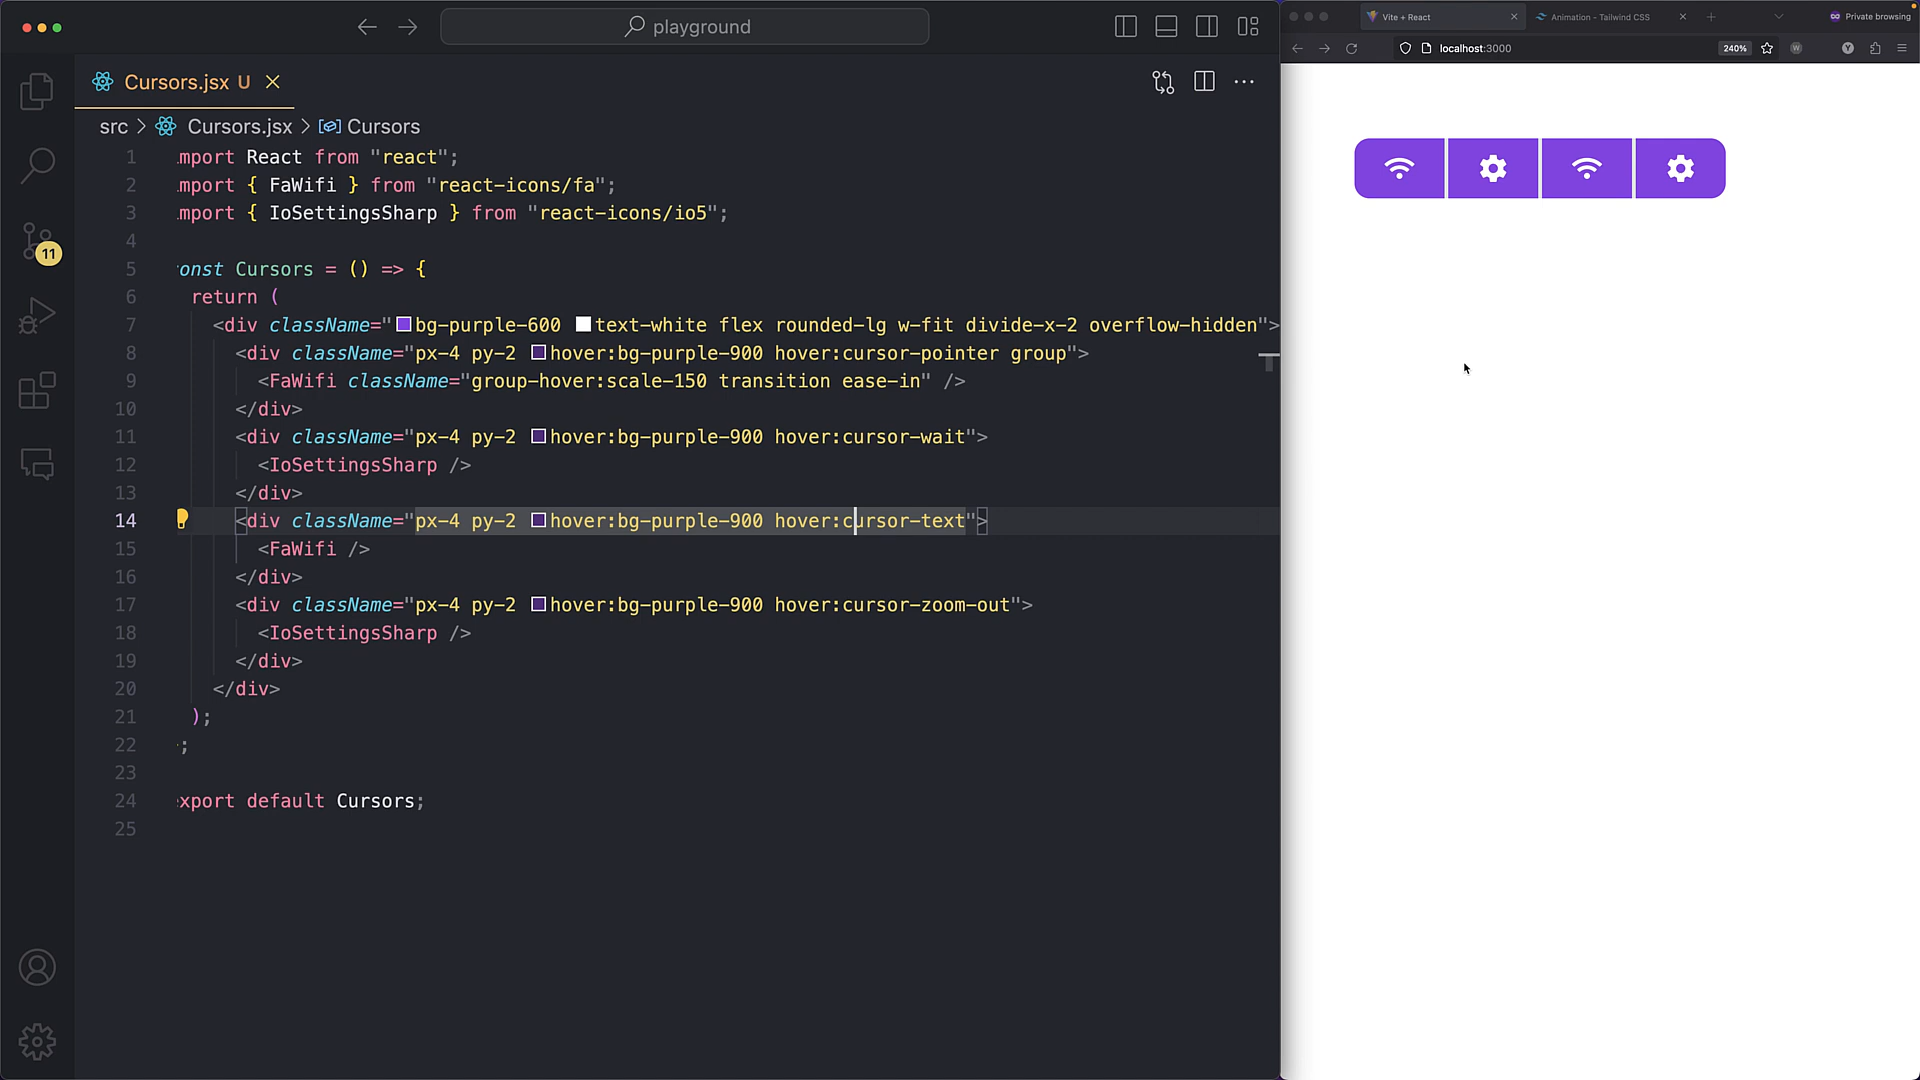 playground
Cursors.jsx U
src > Cursors.jsx > Cursors
1 mport React from "react";
2 mport { FaWifi } from "react-icons/fa";
3 mport { IoSettingsSharp } from "react-icons/io5";
4
5 onst Cursors = () => {
6 return (
7 <div className="bg-purple-600 text-white flex rounded-lg w-fit divide-x-2 overflow-hidden">
8 <div className="px-4 py-2 hover:bg-purple-900 hover:cursor-pointer group">
9 <FaWifi className="group-hover:scale-150 transition ease-in" />
10 </div>
11 <div className="px-4 py-2 hover:bg-purple-900 hover:cursor-wait">
12 <IoSettingsSharp />
13 </div>
14 <div className="px-4 py-2 hover:bg-purple-900 hover:cursor-text">
15 <FaWifi />
16 </div>
17 <div className="px-4 py-2 hover:bg-purple-900 hover:cursor-zoom-out">
18 <IoSettingsSharp />
19 </div>
20 </div>
21 );
22 ;
23
24 xport default Cursors;
25
11
Vite + React
Animation - Tailwind CSS
Private browsing
localhost:3000
240%
W
Y